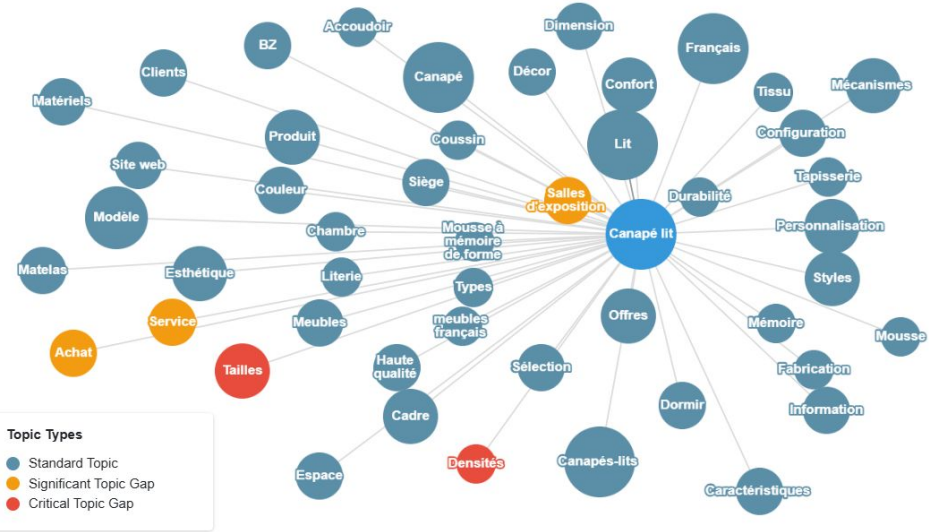 Accoudoir
Dimension
BZ
Français
Clients
Canapé
Décor
Confort
Tissu
Mécanismes
Matériels
Produit
Coussin
Lit
Configuration
Site web
Couleur
Siège
Salles
d'exposition
Durabilité
Tapisserie
Modèle
Chambre
Mousse à
mémoire
de forme
Canapé lit
Personnalisation
Matelas
Esthétique
Literie
Types
Styles
Service
Meubles
meubles
français
Offres
Mémoire
Mousse
Achat
Tailles
Haute
qualité
Sélection
Fabrication
Cadre
Dormir
Information
Espace
Densités
Canapés-lits
Caractéristiques
Topic Types
Standard Topic
Significant Topic Gap
Critical Topic Gap